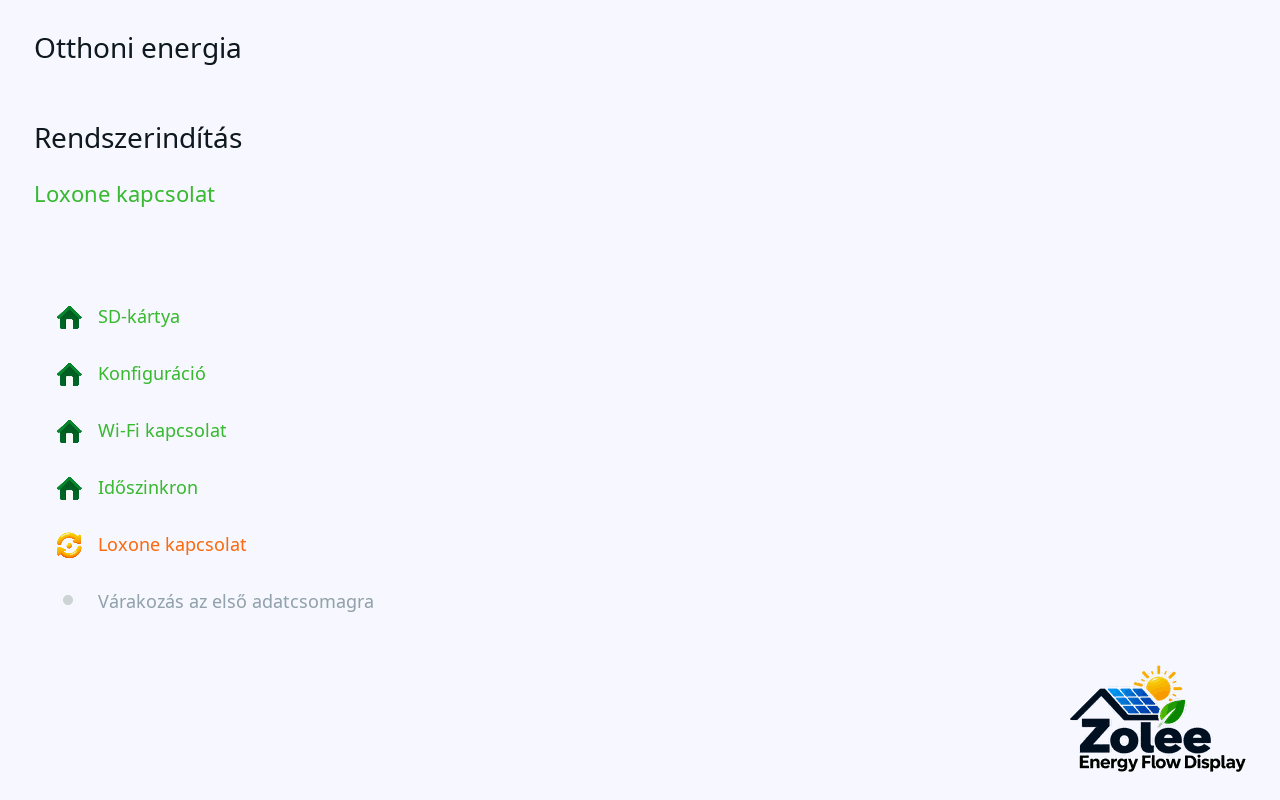 Otthoni energia
Rendszerindítás
Loxone kapcsolat
SD-kártya
Konfiguráció
Wi-Fi kapcsolat
Időszinkron
Loxone kapcsolat
Várakozás az első adatcsomagra
Zolee
Energy Flow Display